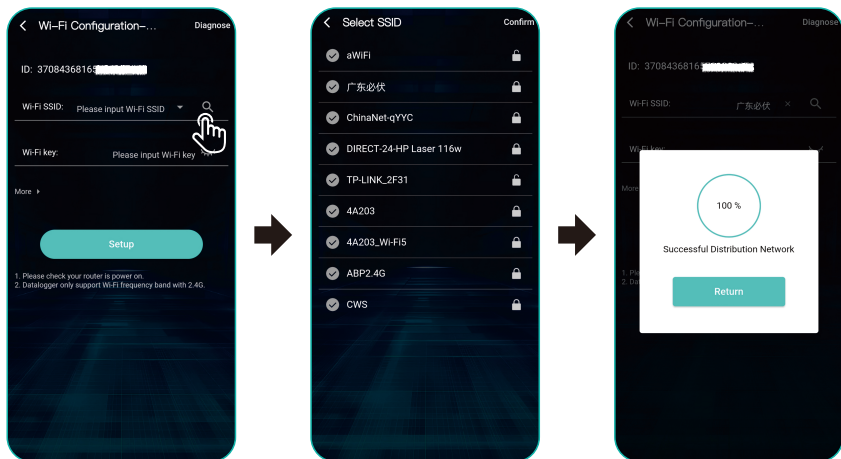 Wi-Fi Configuration-...
Diagnose
ID: 3708436816
Wi-Fi SSID:
Please input Wi-Fi SSID
Wi-Fi key:
Please input Wi-Fi key
More
Setup
1. Please check your router is power on.
2. Datalogger only support Wi-Fi frequency band with 2.4G.
Select SSID
Confirm
aWiFi
广东必伏
ChinaNet-qYYC
DIRECT-24-HP Laser 116w
TP-LINK_2F31
4A203
4A203_Wi-Fi5
ABP2.4G
CWS
Wi-Fi Configuration-...
Diagnose
ID: 3708436816
Wi-Fi SSID:
广东必伏 ×
Wi-Fi key:
More
100 %
Successful Distribution Network
Return